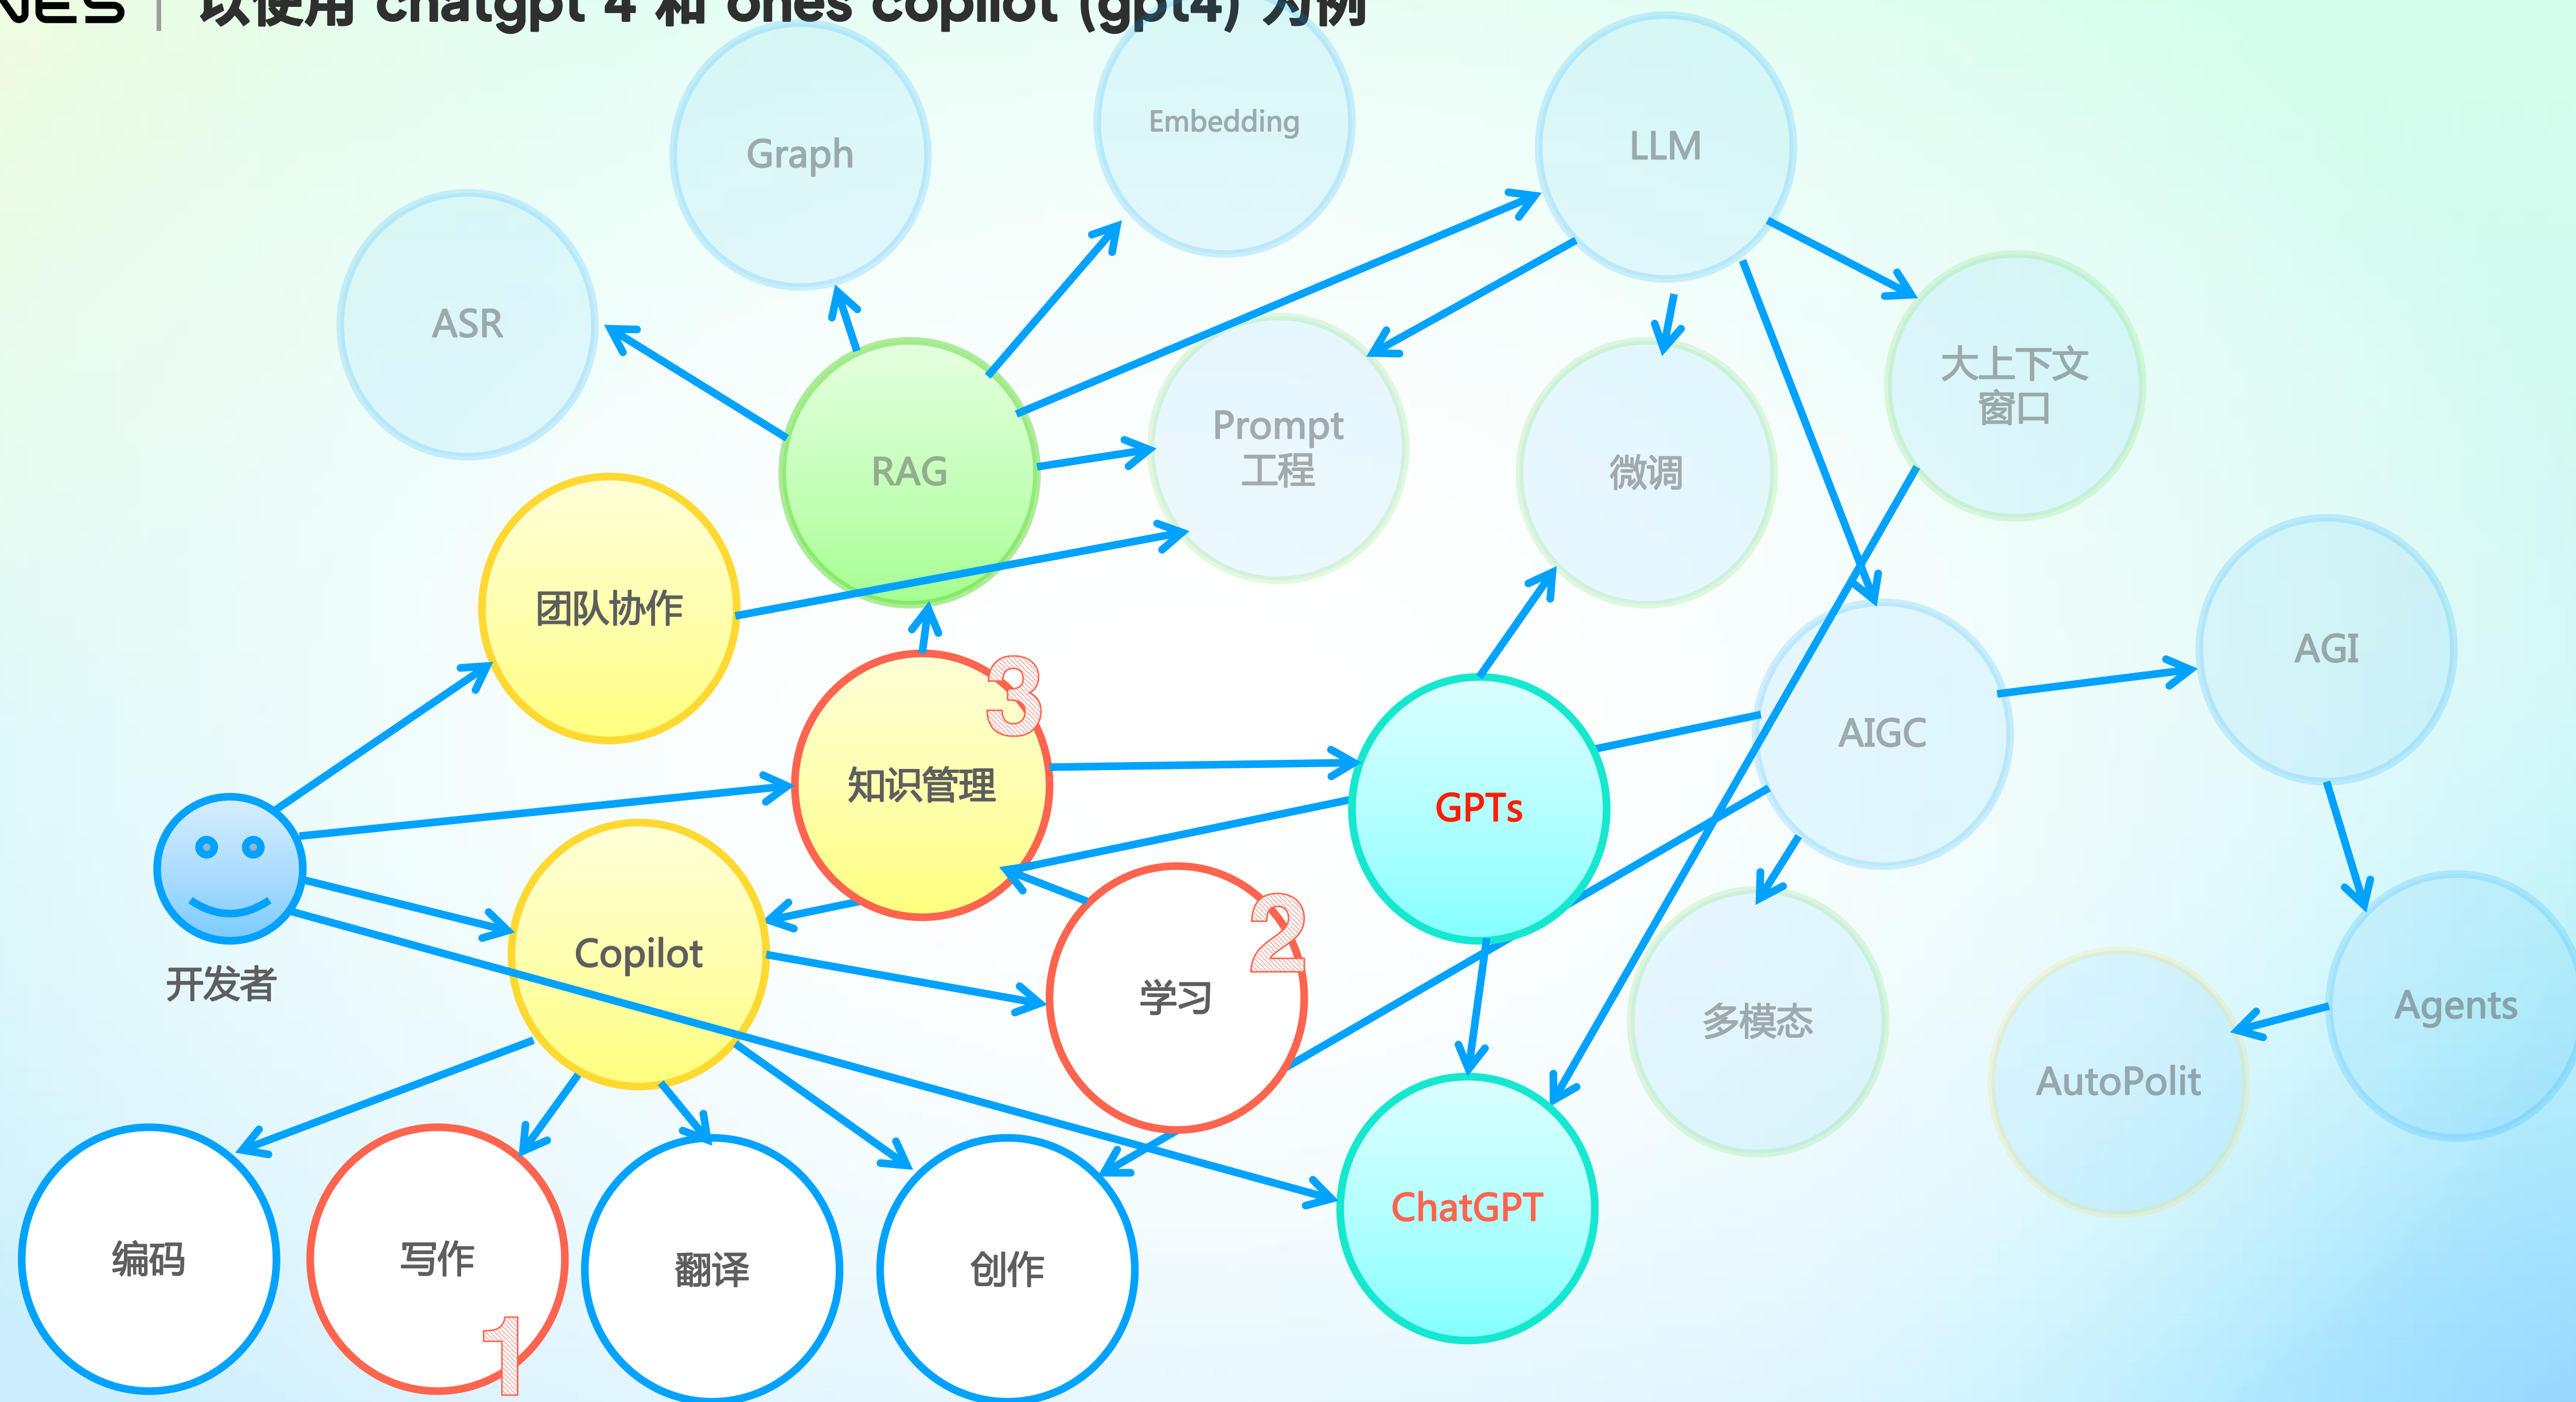 NES | 以使用 chatgpt 4 和 ones copilot (gpt4) 为例
Graph
Embedding
LLM
ASR
RAG
Prompt
工程
微调
大上下文
窗口
团队协作
知识管理
3
GPTs
AIGC
AGI
开发者
Copilot
学习
2
多模态
AutoPolit
Agents
编码
写作
1
翻译
创作
ChatGPT